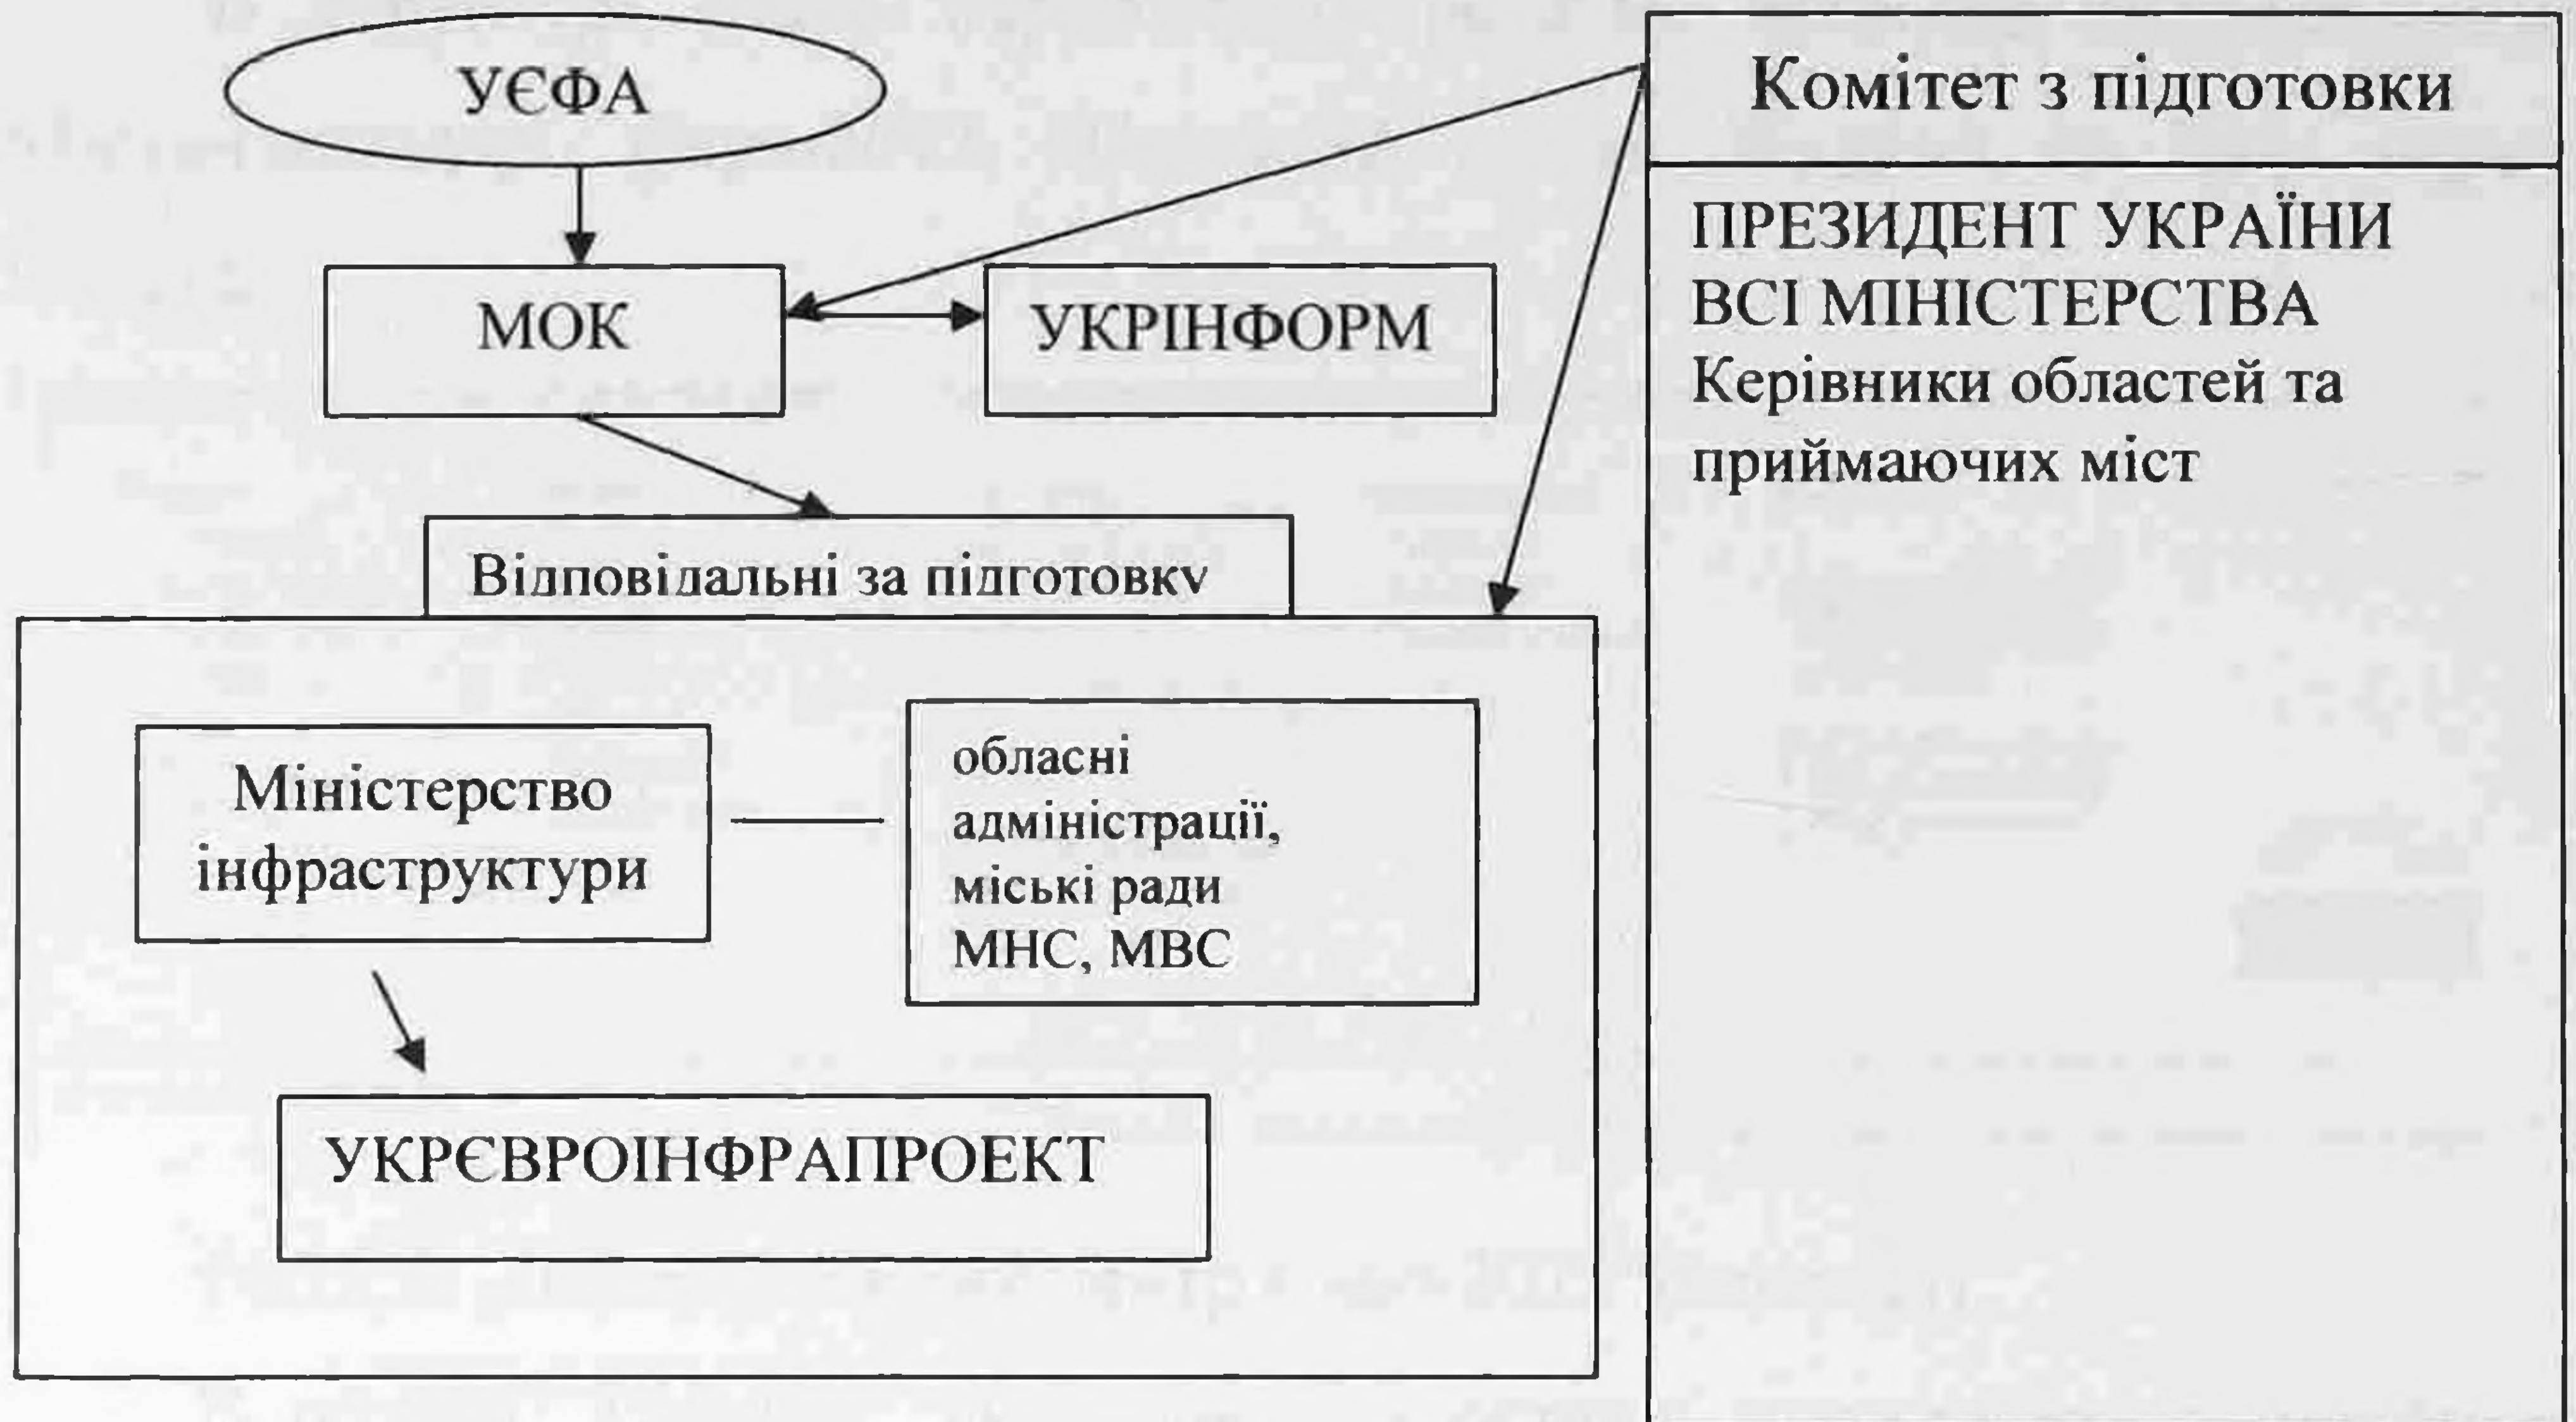 УЄФА
Комітет з підготовки
ПРЕЗИДЕНТ УКРАЇНИ
ВСІ МІНІСТЕРСТВА
Керівники областей та
приймаючих міст
МОК
УКРІНФОРМ
Відповідальні за підготовку
Міністерство
інфраструктури
обласні
адміністрації,
міські ради
МНС, МВС
УКРЄВРОІНФРАПРОЕКТ